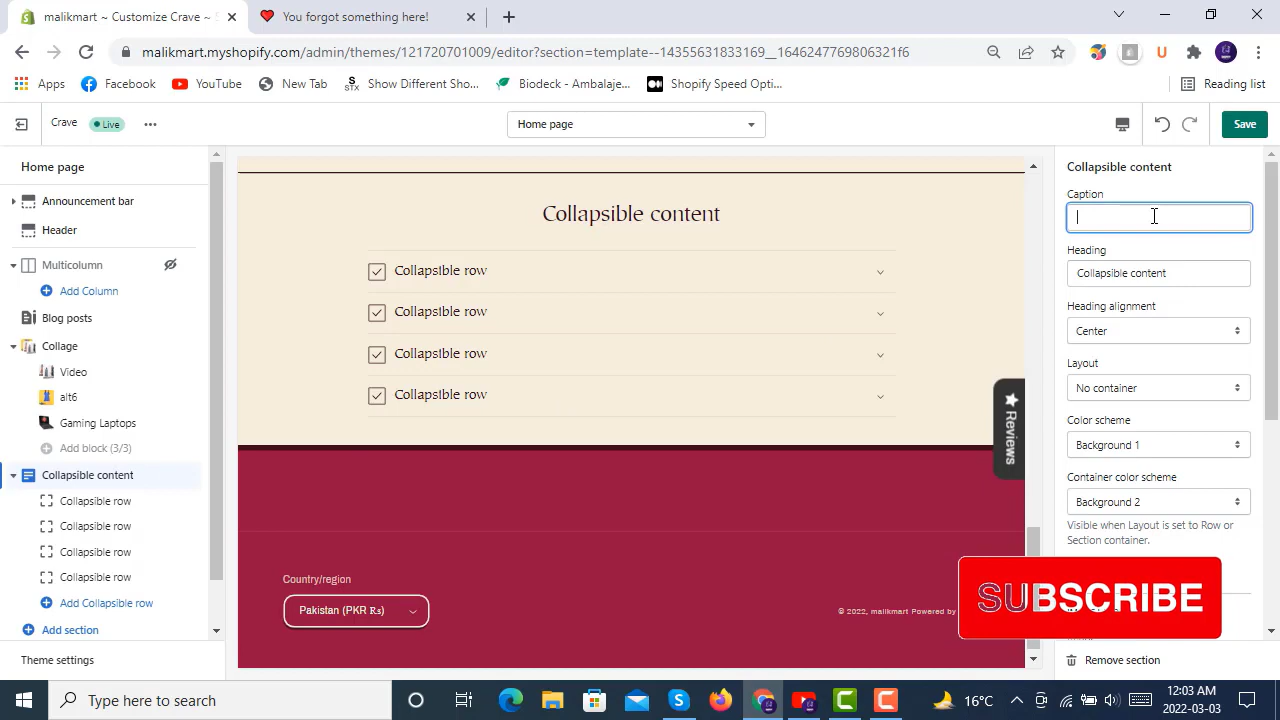 malikmart ~ Customize Crave ~ S
You forgot something here!
malikmart.myshopify.com/admin/themes/121720701009/editor?section=template--14355631833169__1646247769806321f6
Apps
Facebook
YouTube
New Tab
STX
Show Different Sho...
Biodeck - Ambalaje...
Shopify Speed Opti...
Reading list
Crave
Live
Home page
Save
Home page
Announcement bar
Header
Multicolumn
Add Column
Blog posts
Collage
Video
alt6
Gaming Laptops
Add block (3/3)
Collapsible content
Collapsible row
Collapsible row
Collapsible row
Collapsible row
Add Collapsible row
Add section
Theme settings
Collapsible content
Collapsible row
Collapsible row
Collapsible row
Collapsible row
Reviews
Country/region
Pakistan (PKR Rs)
© 2022, malikmart Powered by
Collapsible content
Caption
Heading
Collapsible content
Heading alignment
Center
Layout
No container
Color scheme
Background 1
Container color scheme
Background 2
Visible when Layout is set to Row or
Section container.
SUBSCRIBE
Remove section
Type here to search
16°C
12:03 AM
2022-03-03